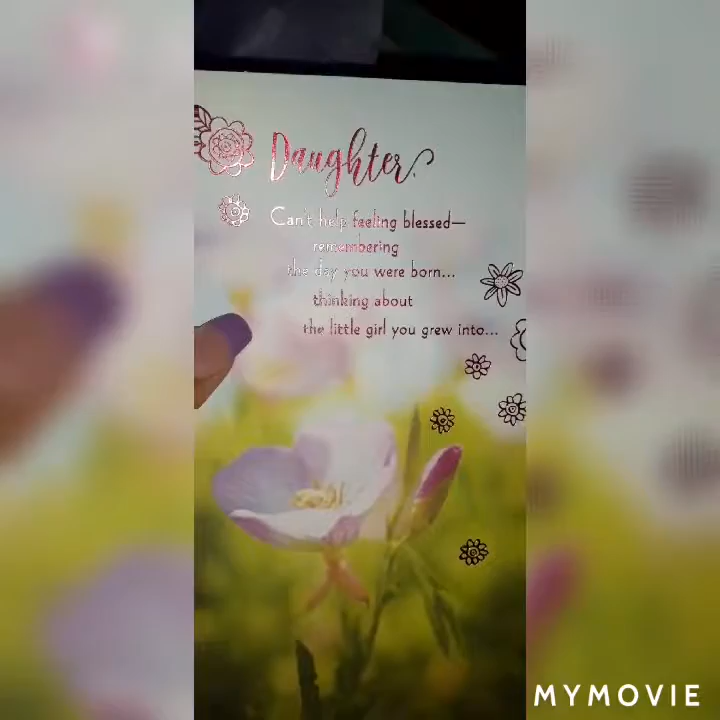 Daughter,
Can't help feeling blessed—
remembering
the day you were born...
thinking about
the little girl you grew into...
MYMOVIE